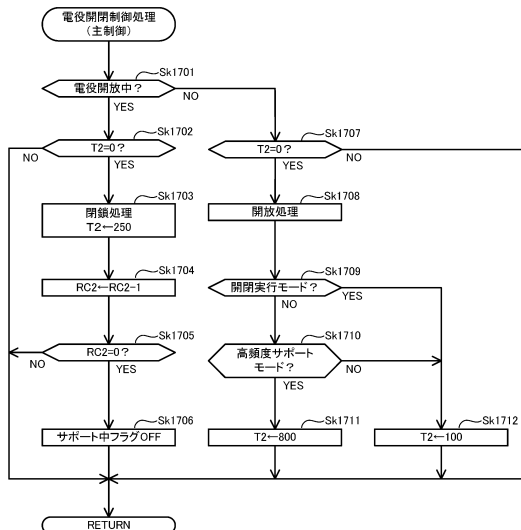 電役開閉制御処理
(主制御)
Sk1701
電役開放中？
YES
NO
Sk1702
T2=0？
NO
YES
Sk1707
T2=0？
NO
YES
Sk1703
閉鎖処理
T2←250
Sk1708
開放処理
Sk1704
RC2←RC2-1
Sk1709
開閉実行モード？
YES
NO
Sk1705
RC2=0？
NO
YES
Sk1710
高頻度サポート
モード？
NO
YES
Sk1706
サポート中フラグOFF
Sk1711
T2←800
Sk1712
T2←100
RETURN